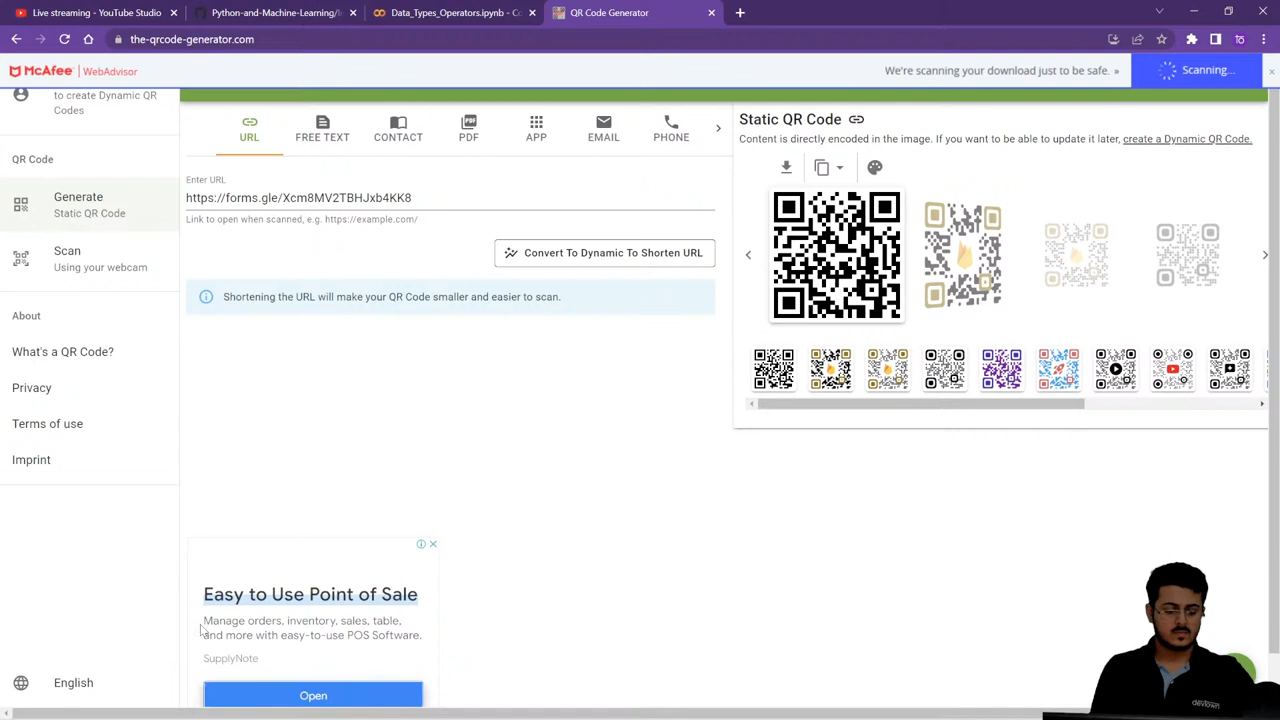 Live streaming - YouTube Studio
Python-and-Machine-Learning/
Data_Types_Operators.ipynb - Co
QR Code Generator
the-qrcode-generator.com
McAfee WebAdvisor
We're scanning your download just to be safe. »
Scanning...
to create Dynamic QR
Codes
QR Code
Generate
Static QR Code
Scan
Using your webcam
About
What's a QR Code?
Privacy
Terms of use
Imprint
English
URL
FREE TEXT
CONTACT
PDF
APP
EMAIL
PHONE
Enter URL
https://forms.gle/Xcm8MV2TBHJxb4KK8
Link to open when scanned, e.g. https://example.com/
Convert To Dynamic To Shorten URL
Shortening the URL will make your QR Code smaller and easier to scan.
Static QR Code
Content is directly encoded in the image. If you want to be able to update it later, create a Dynamic QR Code.
Easy to Use Point of Sale
Manage orders, inventory, sales, table,
and more with easy-to-use POS Software.
SupplyNote
Open
devtown